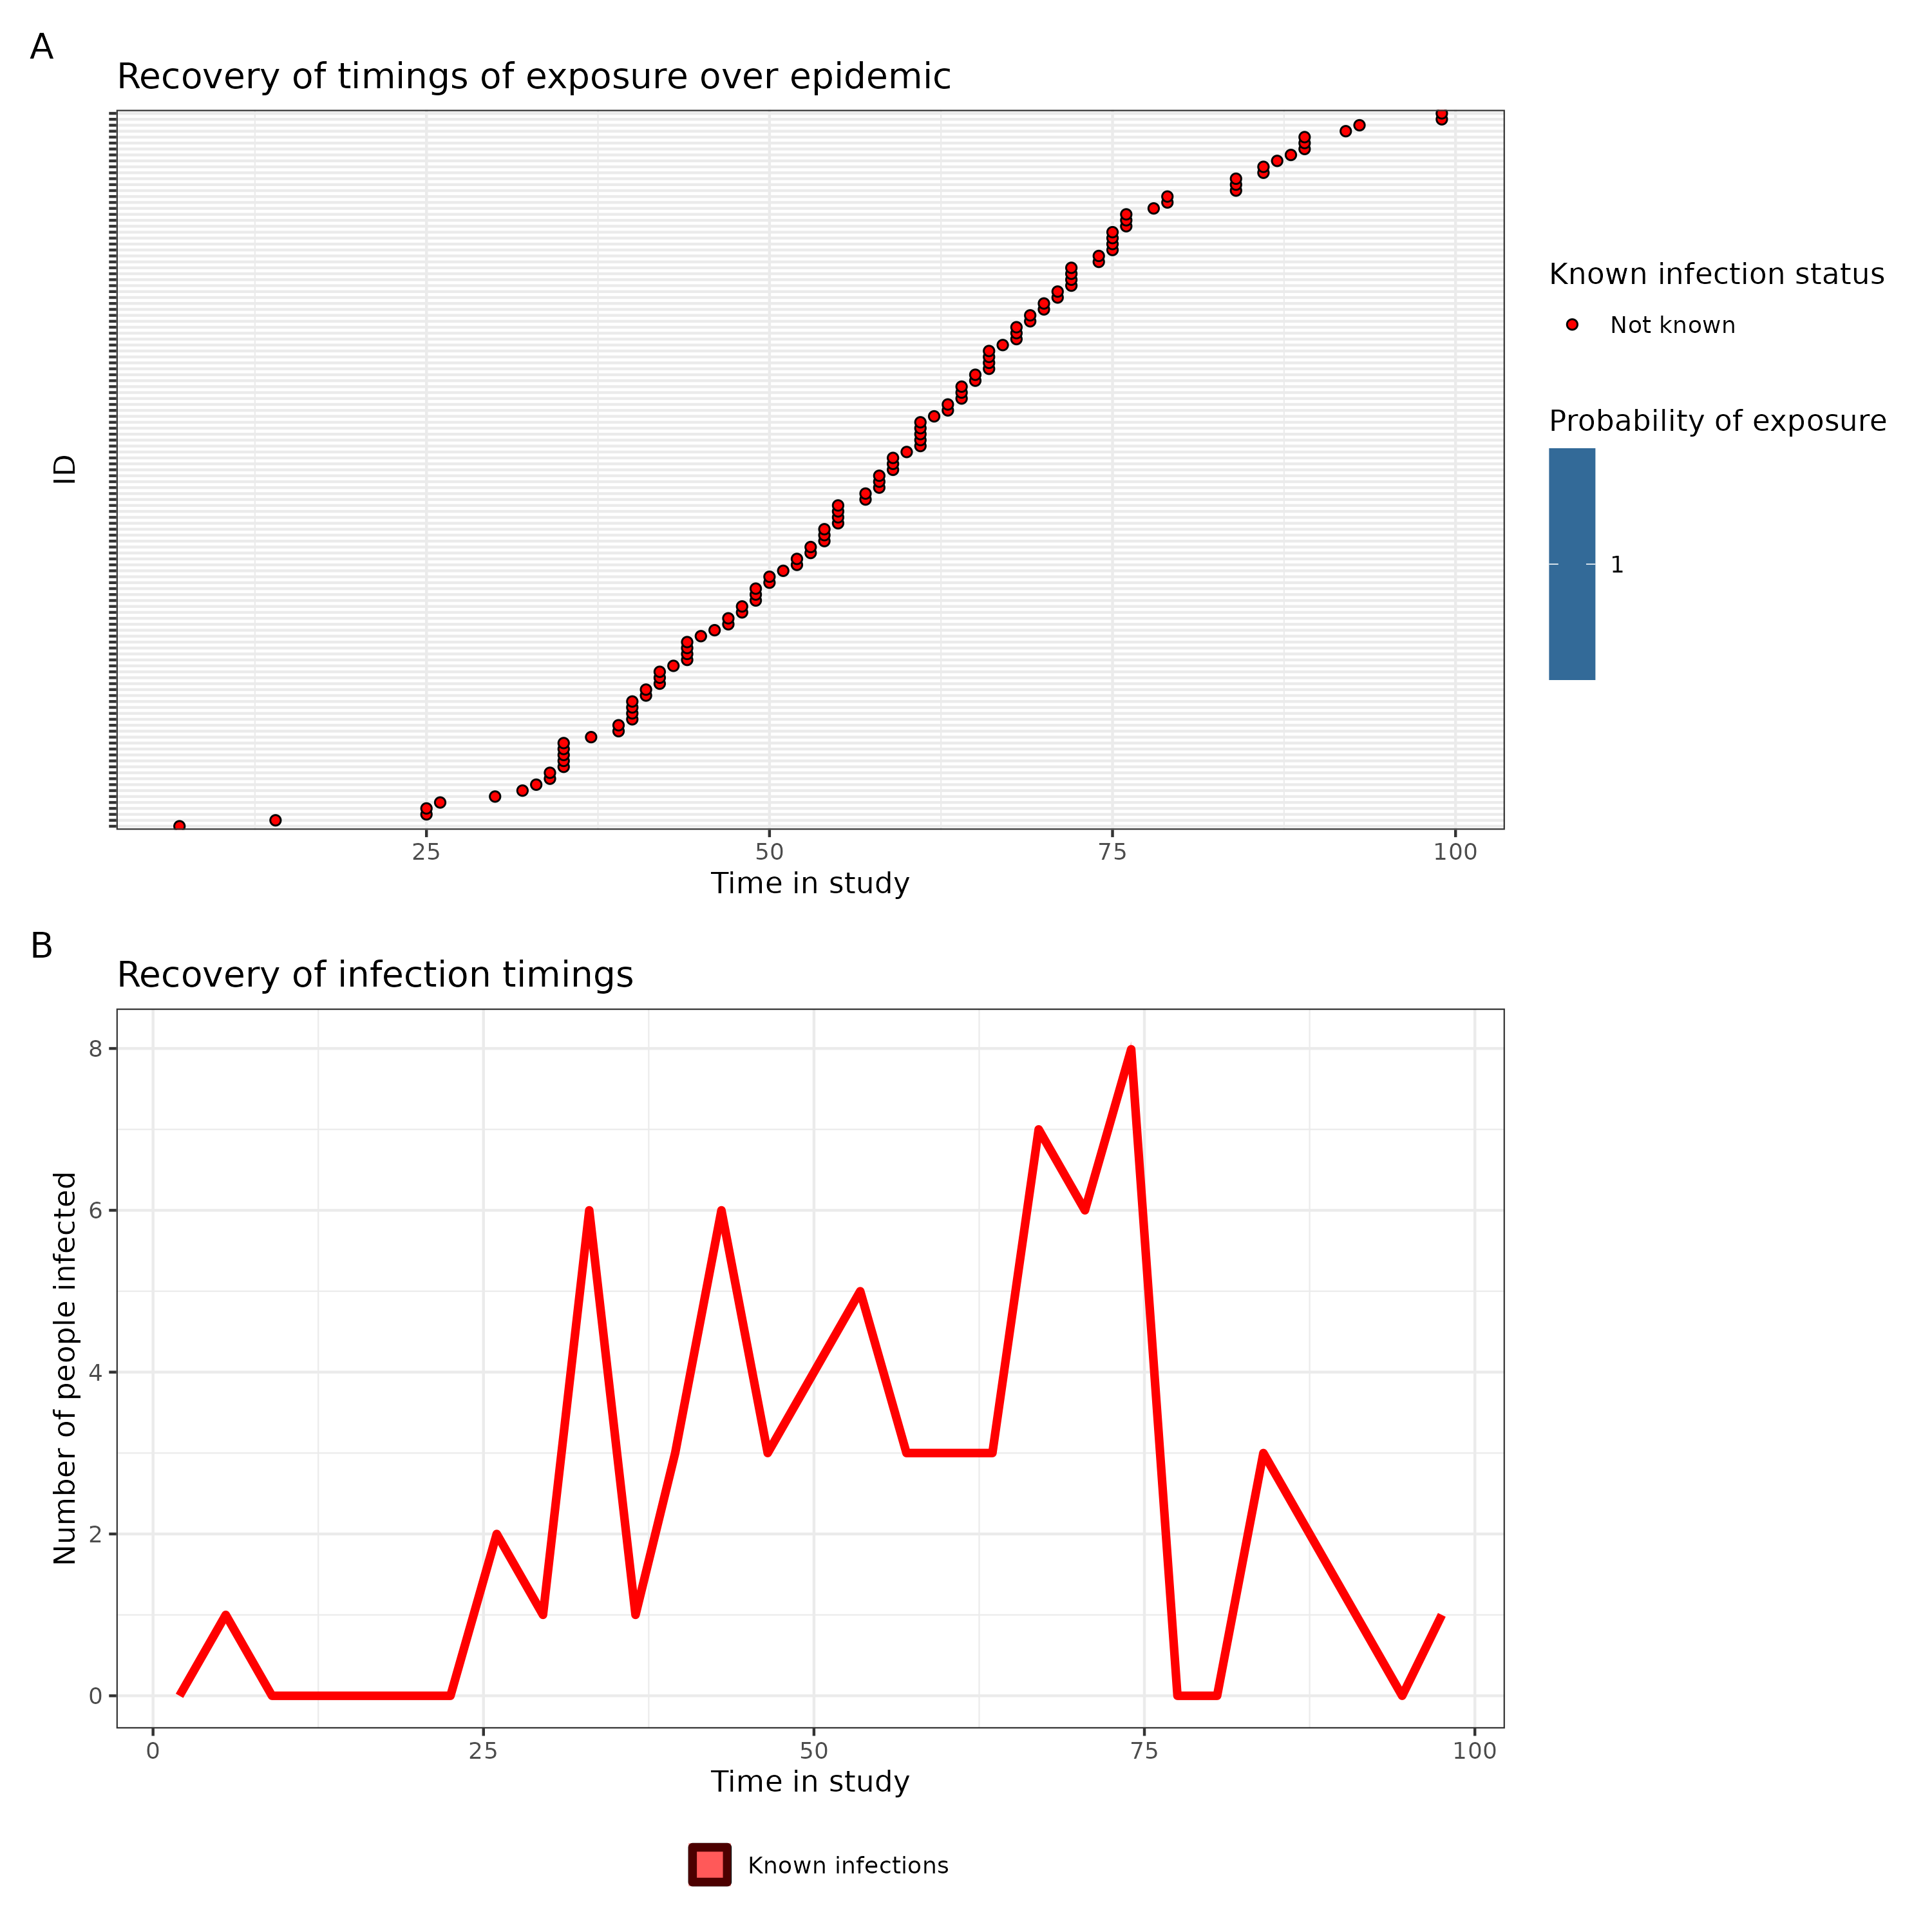 A
Recovery of timings of exposure over epidemic
ID
25 50 75 100
Time in study
Known infection status
Not known
Probability of exposure
1
B
Recovery of infection timings
Number of people infected
8
6
4
2
0
0 25 50 75 100
Time in study
Known infections